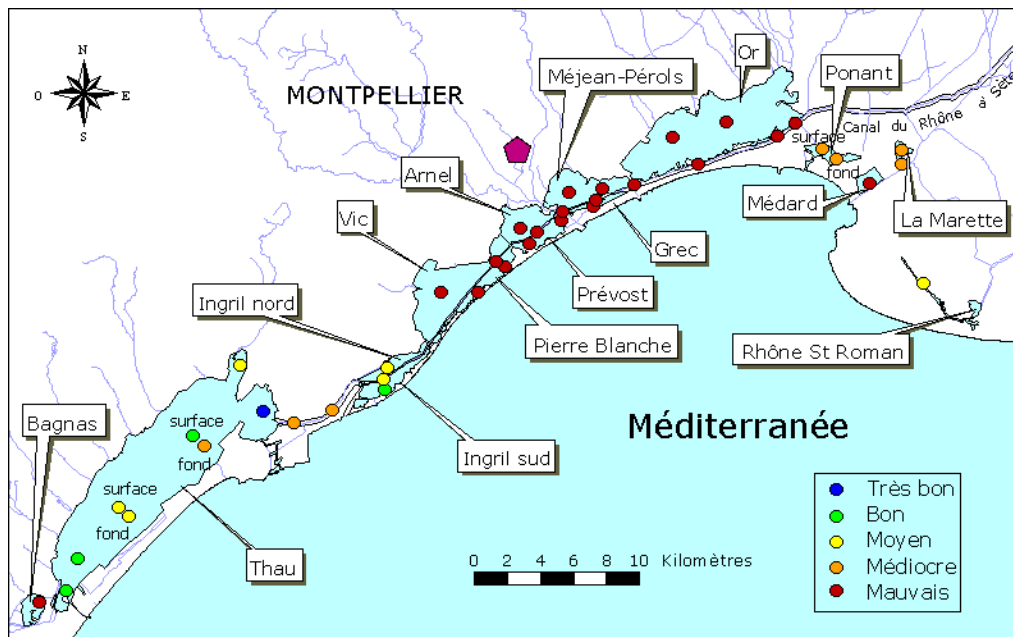 N
O
E
S
MONTPELLIER
Méjean-Pérols
Or
Ponant
Canal du Rhône à Sète
surface
fond
Arnel
Médard
La Marette
Vic
Grec
Prévost
Ingril nord
Pierre Blanche
Rhône St Roman
Bagnas
surface
fond
Méditerranée
Ingril sud
surface
fond
Thau
0 2 4 6 8 10 Kilomètres
Très bon
Bon
Moyen
Médiocre
Mauvais